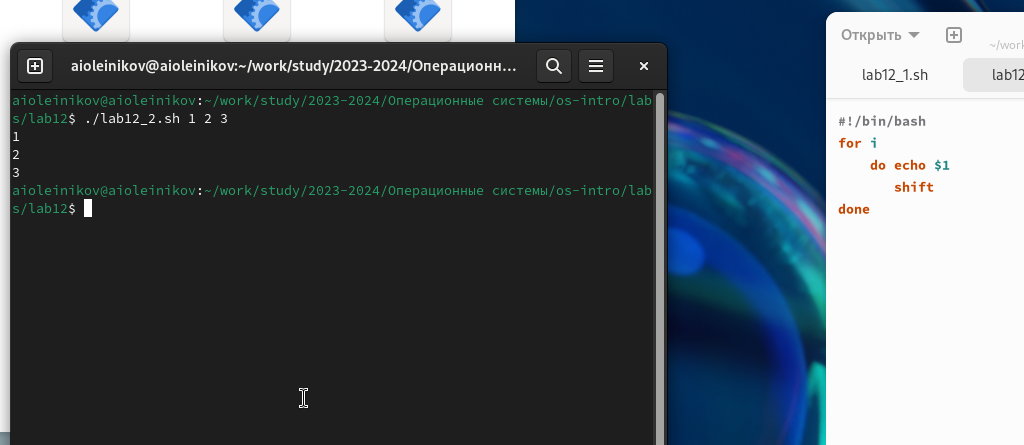 aioleinikov@aioleinikov:~/work/study/2023-2024/Операционн...
aioleinikov@aioleinikov:~/work/study/2023-2024/Операционные системы/os-intro/lab
s/lab12$ ./lab12_2.sh 1 2 3
1
2
3
aioleinikov@aioleinikov:~/work/study/2023-2024/Операционные системы/os-intro/lab
s/lab12$
Открыть
~/work
lab12_1.sh
lab12
#!/bin/bash
for i
do echo $1
shift
done